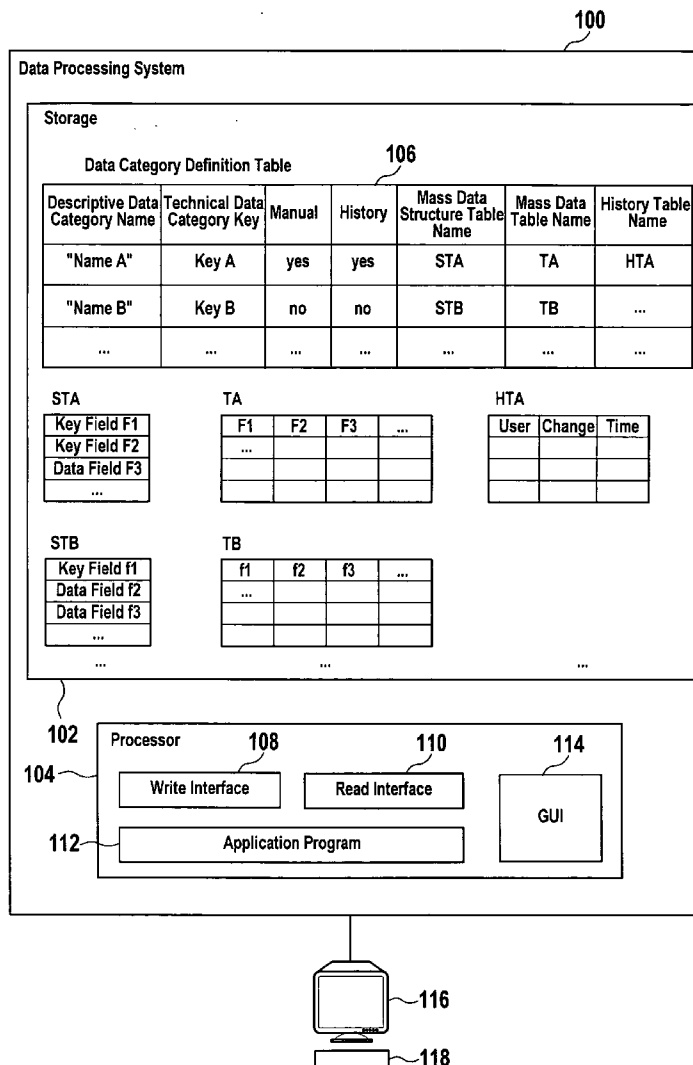 100
Data Processing System
Storage
Data Category Definition Table
106
Descriptive Data Category Name Technical Data Category Key Manual History Mass Data Structure Table Name Mass Data Table Name History Table Name
"Name A" Key A yes yes STA TA HTA
"Name B" Key B no no STB TB ...
... ... ... ... ... ... ...
STA TA HTA
Key Field F1 F1 F2 F3 ... User Change Time
Key Field F2 ...
Data Field F3
...
STB TB
Key Field f1 f1 f2 f3 ...
Data Field f2 ...
Data Field f3
...
... ... ...
102
Processor 108 110 114
104
Write Interface Read Interface
GUI
112 Application Program
116
118